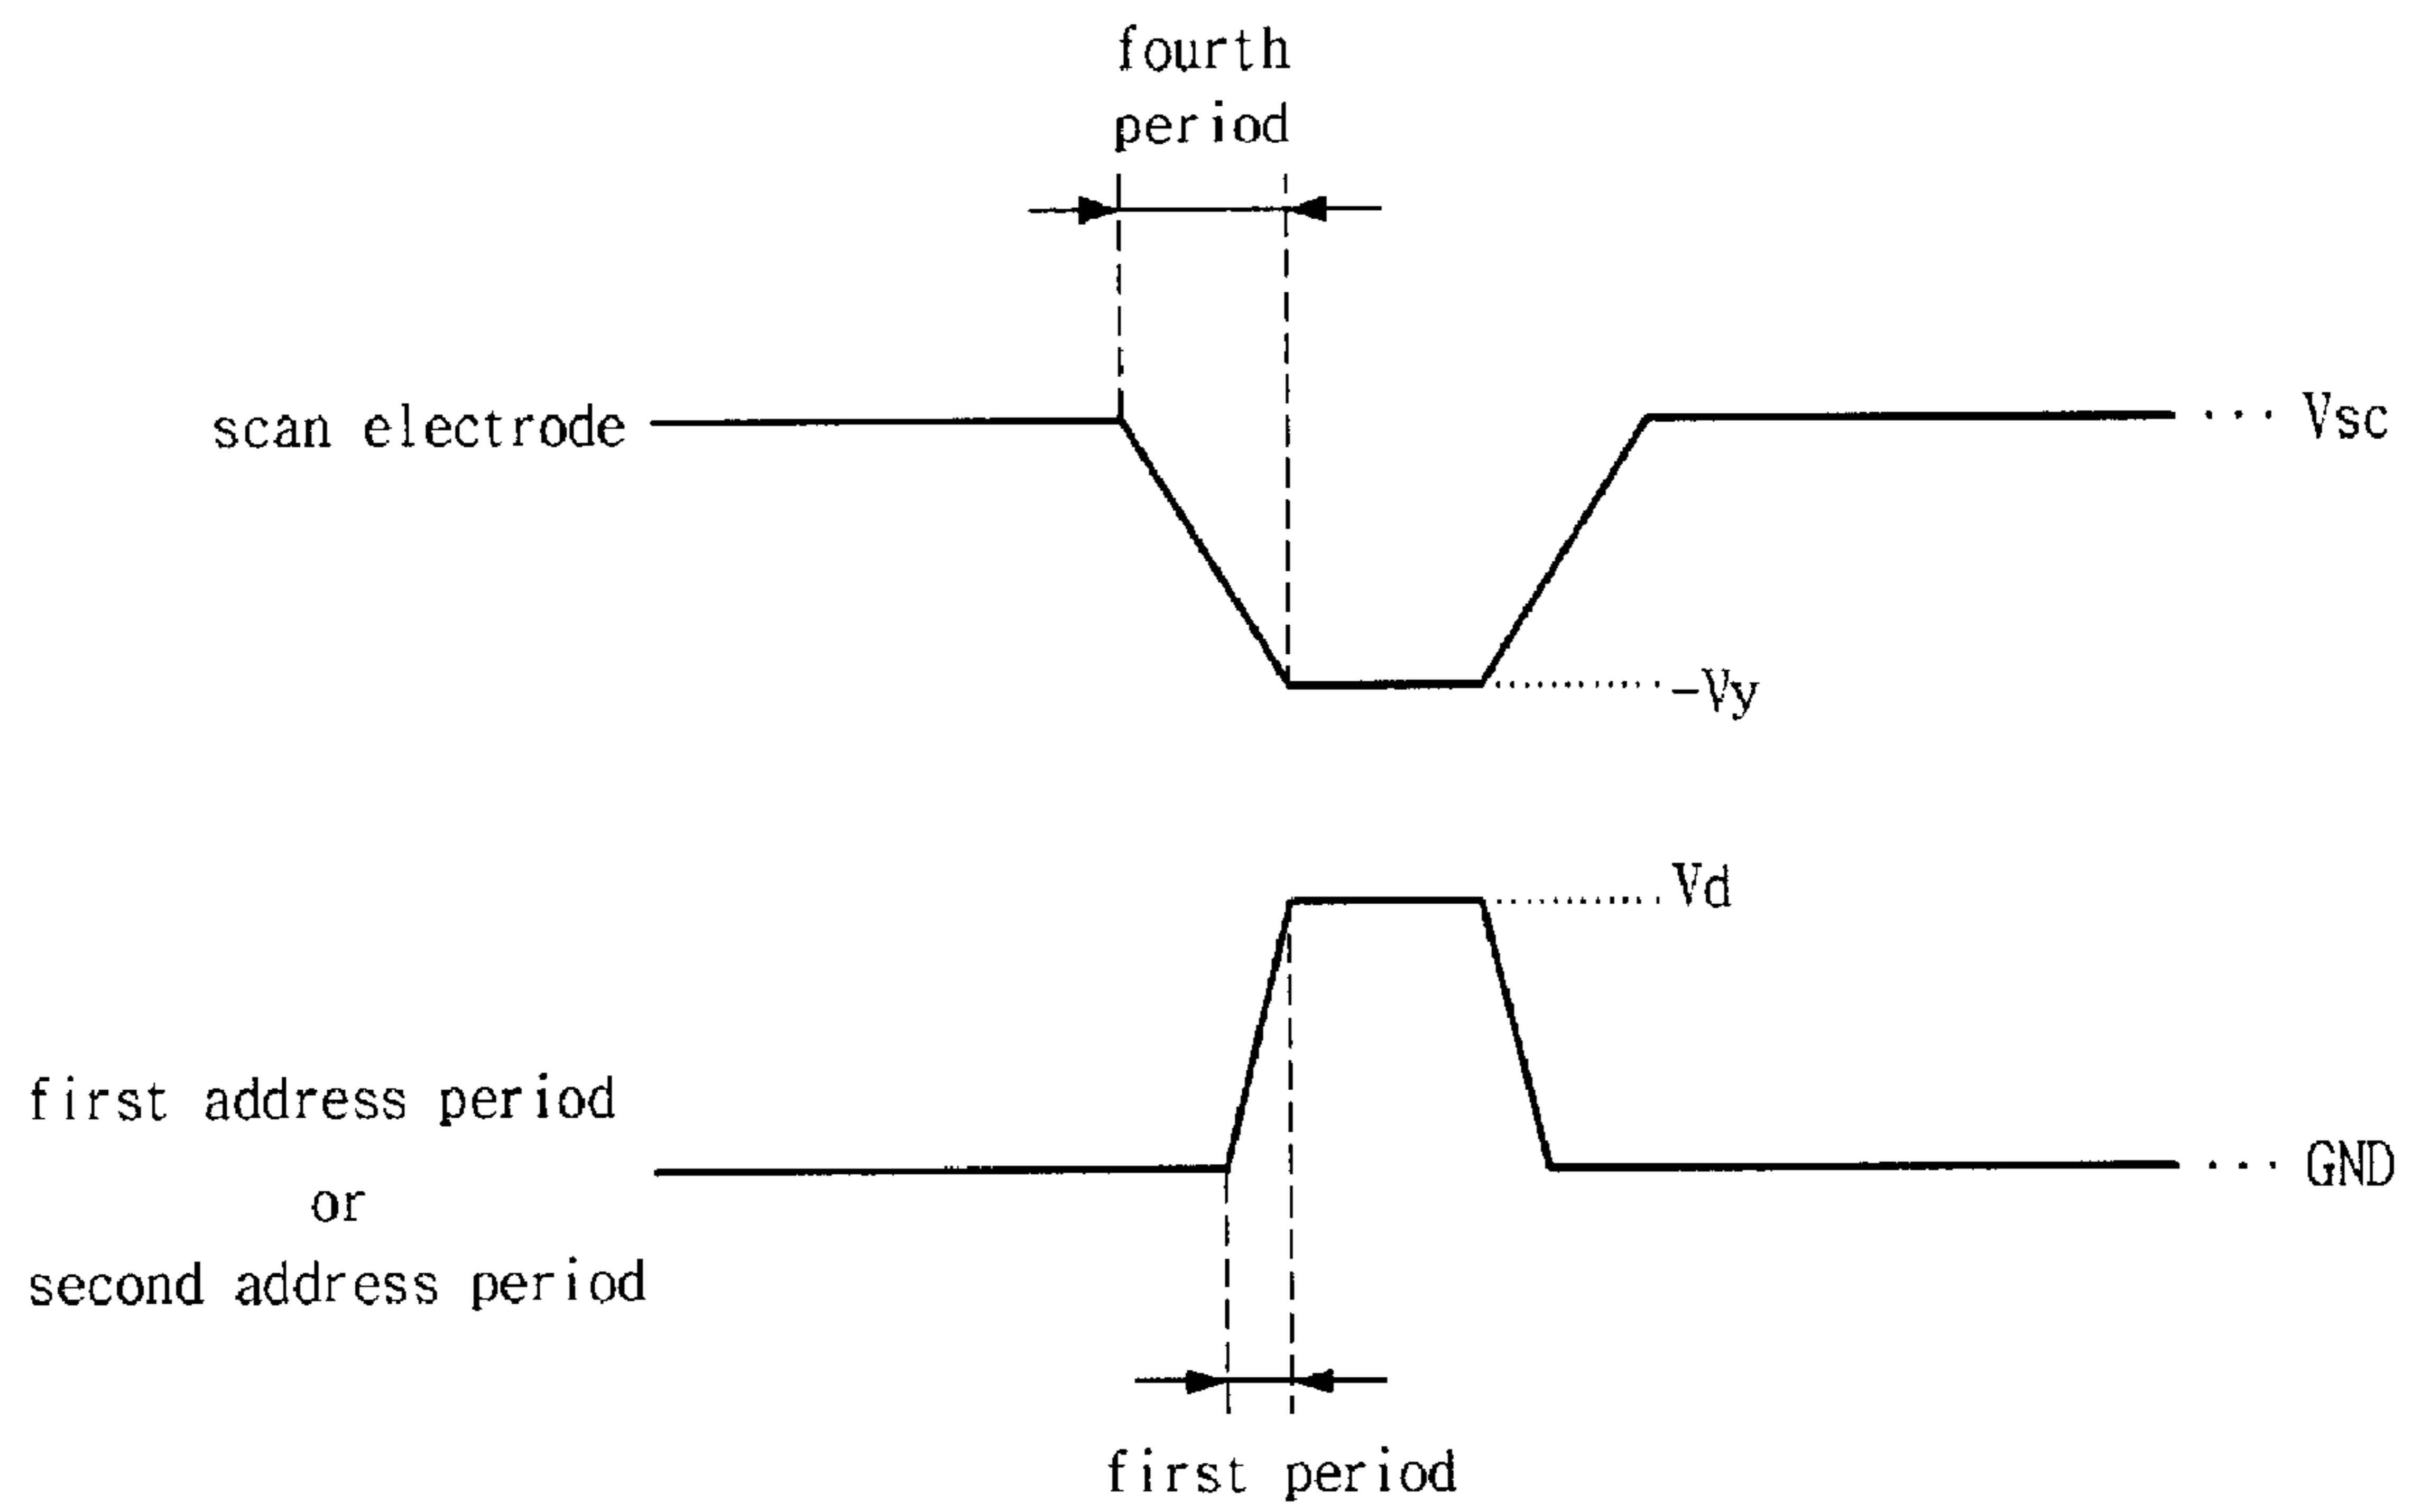 fourth
period
scan electrode
··· Vsc
-Vy
Vd
first address period
or
second address period
··· GND
first period